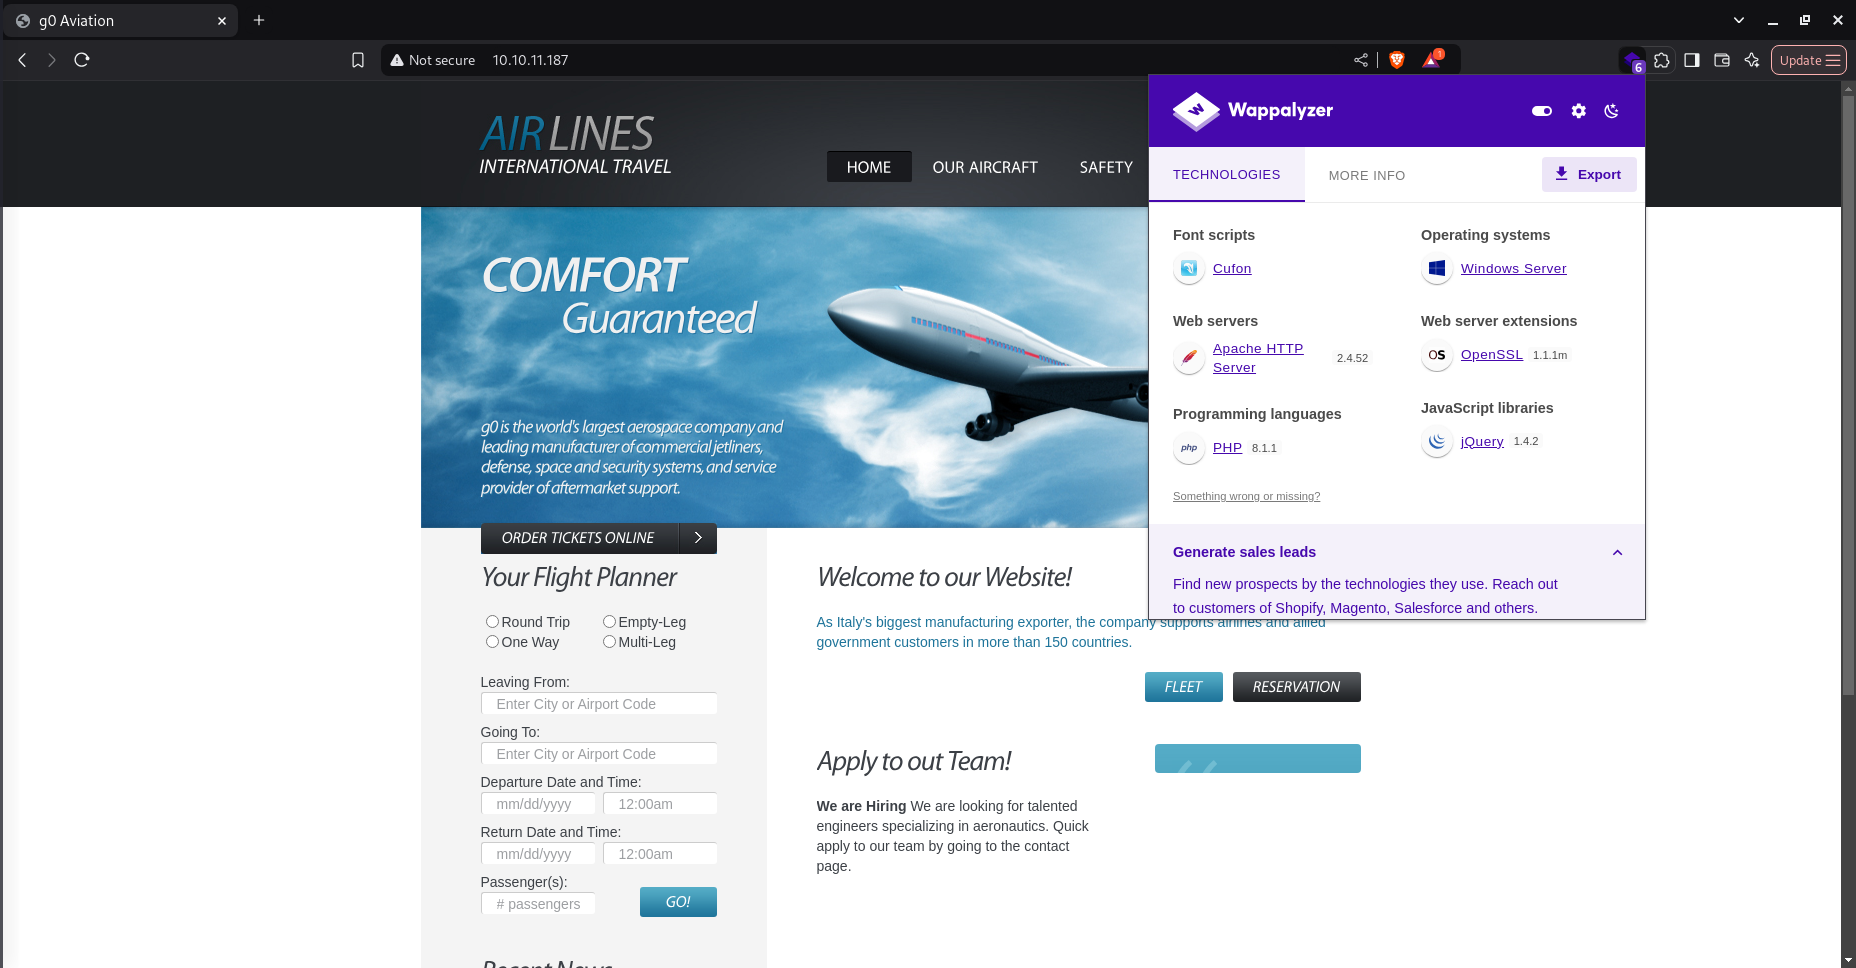 g0 Aviation
Not secure 10.10.11.187
1
6
Update
AIR LINES
INTERNATIONAL TRAVEL
HOME
OUR AIRCRAFT
SAFETY
Wappalyzer
TECHNOLOGIES
MORE INFO
Export
Font scripts
Cufon
Operating systems
Windows Server
Web servers
Apache HTTP
Server
2.4.52
Web server extensions
OS
OpenSSL 1.1.1m
Programming languages
php
PHP 8.1.1
JavaScript libraries
jQuery 1.4.2
Something wrong or missing?
Generate sales leads
Find new prospects by the technologies they use. Reach out
to customers of Shopify, Magento, Salesforce and others.
COMFORT
Guaranteed
g0 is the world's largest aerospace company and
leading manufacturer of commercial jetliners,
defense, space and security systems, and service
provider of aftermarket support.
ORDER TICKETS ONLINE
Your Flight Planner
Round Trip
Empty-Leg
One Way
Multi-Leg
Leaving From:
Enter City or Airport Code
Going To:
Enter City or Airport Code
Departure Date and Time:
mm/dd/yyyy
12:00am
Return Date and Time:
mm/dd/yyyy
12:00am
Passenger(s):
# passengers
GO!
Recent News
Welcome to our Website!
As Italy's biggest manufacturing exporter, the company supports airlines and allied
government customers in more than 150 countries.
FLEET
RESERVATION
Apply to out Team!
We are Hiring We are looking for talented
engineers specializing in aeronautics. Quick
apply to our team by going to the contact
page.